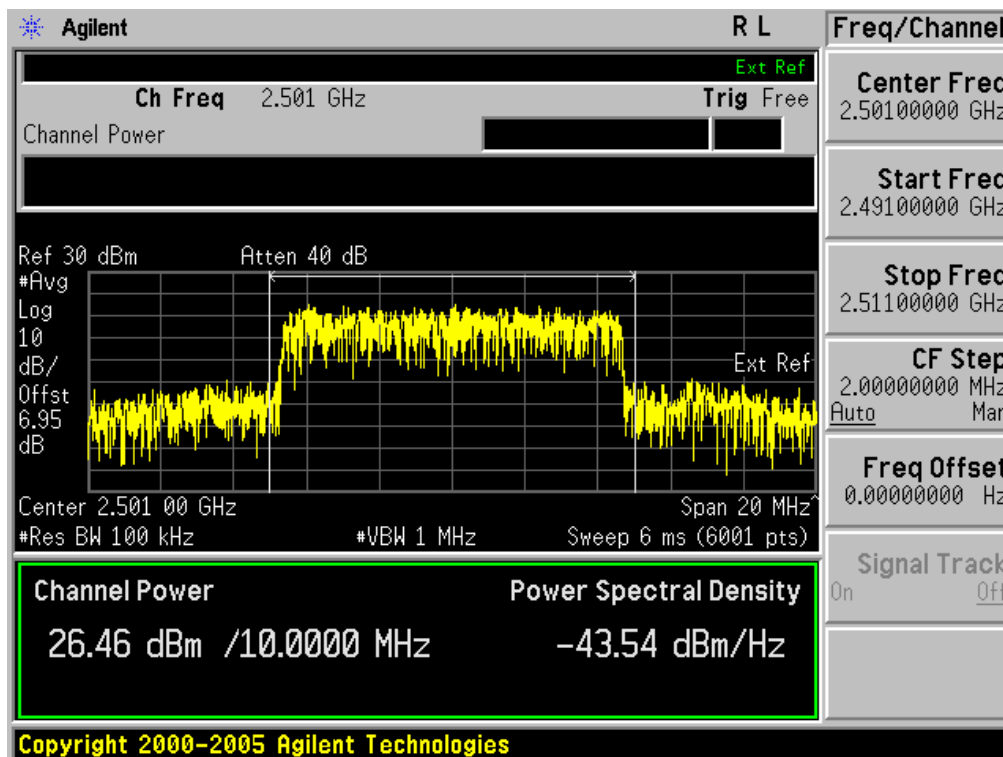 Agilent R L Freq/Channel
Ext Ref
Ch Freq 2.501 GHz Trig Free
Channel Power
Center Freq
2.50100000 GHz
Start Freq
2.49100000 GHz
Stop Freq
2.51100000 GHz
CF Step
2.00000000 MHz
Auto Man
Freq Offset
0.00000000 Hz
Signal Track
On Off
Ref 30 dBm Atten 40 dB
#Avg
Log
10
dB/
Offst
6.95
dB
Ext Ref
Center 2.501 00 GHz Span 20 MHz^
#Res BW 100 kHz #VBW 1 MHz Sweep 6 ms (6001 pts)
Channel Power Power Spectral Density
26.46 dBm /10.0000 MHz -43.54 dBm/Hz
Copyright 2000-2005 Agilent Technologies